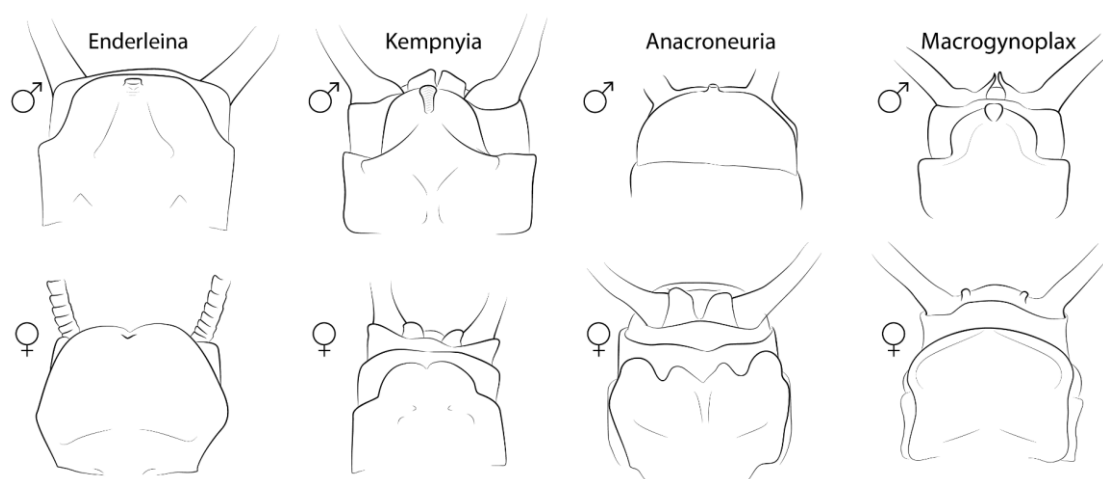 Enderleina Kempnyia Anacroneuria Macrogynoplax
♂ ♂ ♂ ♂
♀ ♀ ♀ ♀